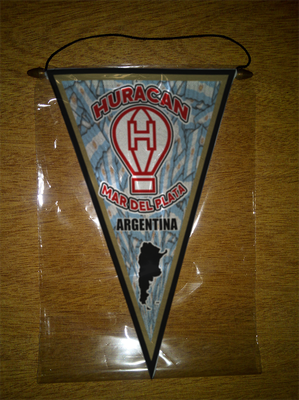 HURACAN
H
MAR DEL PLATA
ARGENTINA